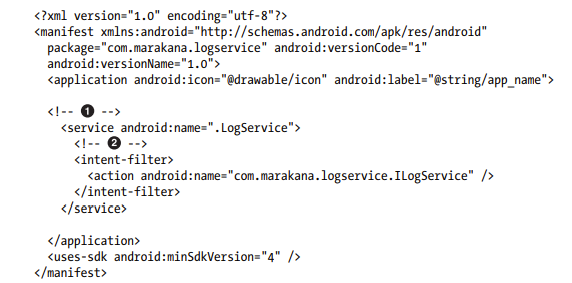 <?xml version="1.0" encoding="utf-8"?>
<manifest xmlns:android="http://schemas.android.com/apk/res/android"
package="com.marakana.logservice" android:versionCode="1"
android:versionName="1.0">
<application android:icon="@drawable/icon" android:label="@string/app_name">
<!-- ❶ -->
<service android:name=".LogService">
<!-- ❷ -->
<intent-filter>
<action android:name="com.marakana.logservice.ILogService" />
</intent-filter>
</service>
</application>
<uses-sdk android:minSdkVersion="4" />
</manifest>